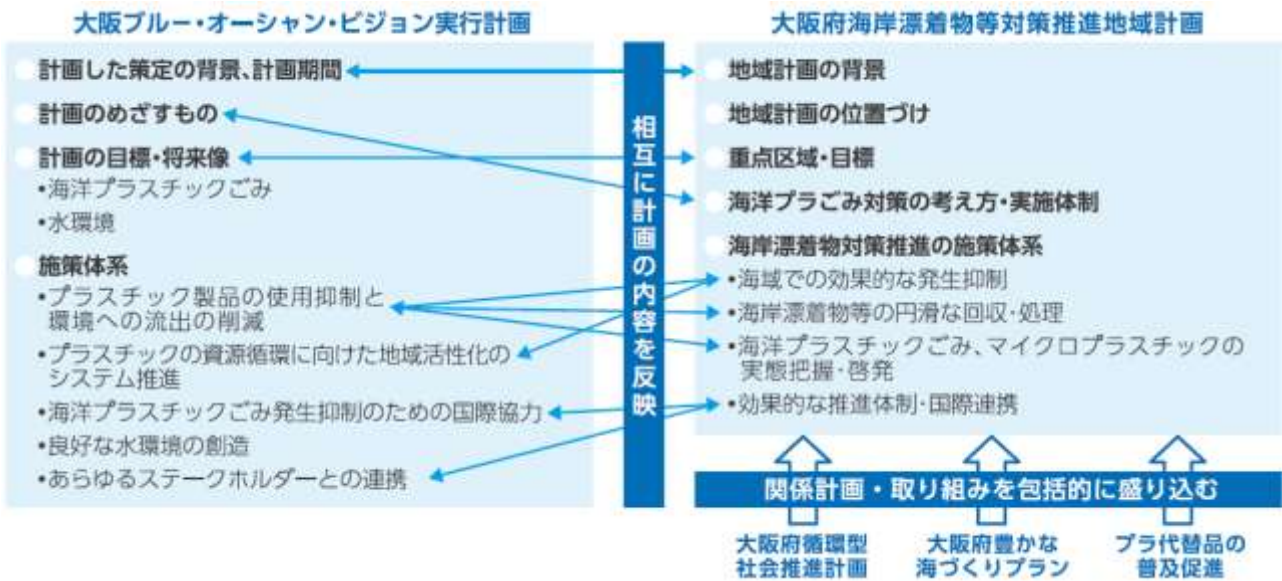 大阪ブルー・オーシャン・ビジョン実行計画
計画した策定の背景、計画期間
計画のめざすもの
計画の目標・将来像
•海洋プラスチックごみ
•水環境
施策体系
•プラスチック製品の使用抑制と
環境への流出の削減
•プラスチックの資源循環に向けた地域活性化の
システム推進
•海洋プラスチックごみ発生抑制のための国際協力
•良好な水環境の創造
•あらゆるステークホルダーとの連携
相互に計画の内容を反映
大阪府海岸漂着物等対策推進地域計画
地域計画の背景
地域計画の位置づけ
重点区域・目標
海洋プラごみ対策の考え方・実施体制
海岸漂着物対策推進の施策体系
•海域での効果的な発生抑制
•海岸漂着物等の円滑な回収・処理
•海洋プラスチックごみ、マイクロプラスチックの
実態把握・啓発
•効果的な推進体制・国際連携
関係計画・取り組みを包括的に盛り込む
大阪府循環型
社会推進計画
大阪府豊かな
海づくりプラン
プラ代替品の
普及促進